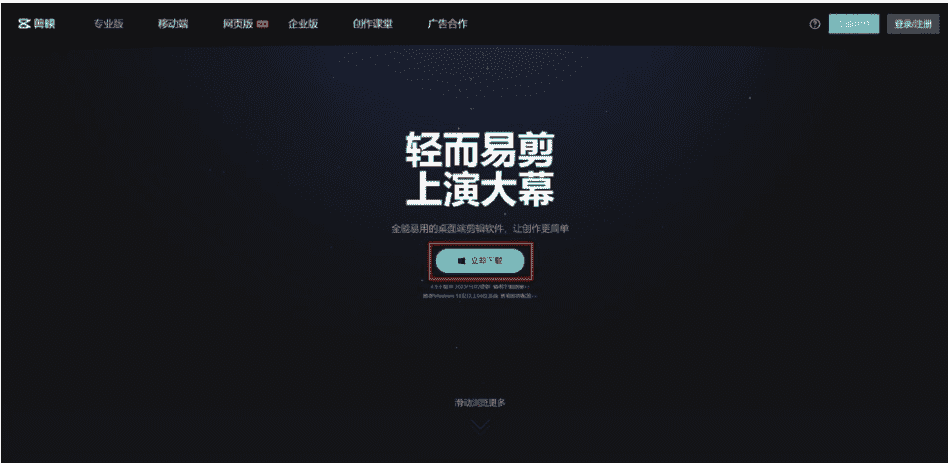 剪映
专业版
移动端
网页版
企业版
创作课堂
广告合作
登录/注册
轻而易剪
上演大幕
全能易用的桌面端剪辑软件，让创作更简单
立即下载
滑动浏览更多